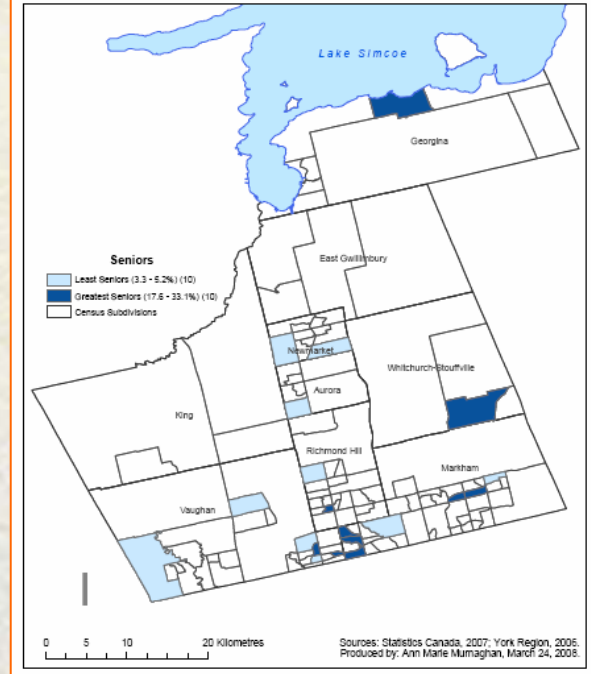 Lake Simcoe
Georgina
East Gwillimbury
Seniors
Least Seniors (3.3 - 5.2%) (10)
Greatest Seniors (17.6 - 33.1%) (10)
Census Subdivisions
Newmarket
Whitchurch-Stouffville
Aurora
King
Richmond Hill
Markham
Vaughan
0 5 10 20 Kilometres
Sources: Statistics Canada, 2007; York Region, 2006.
Produced by: Ann Marie Murnaghan, March 24, 2008.